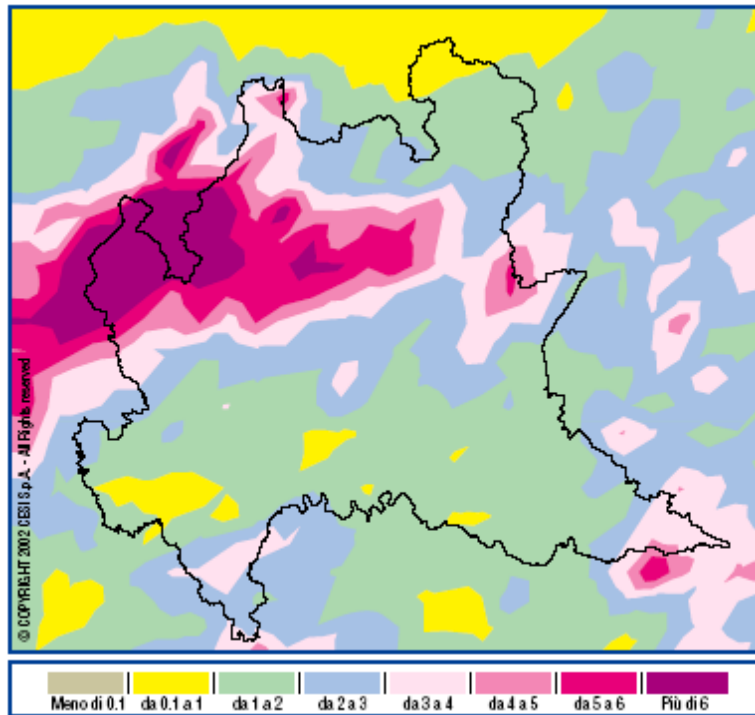 © COPYRIGHT 2002 CESI S.p.A. - All Rights reserved
Meno di 0.1 da 0.1 a 1 da 1 a 2 da 2 a 3 da 3 a 4 da 4 a 5 da 5 a 6 Più di 6